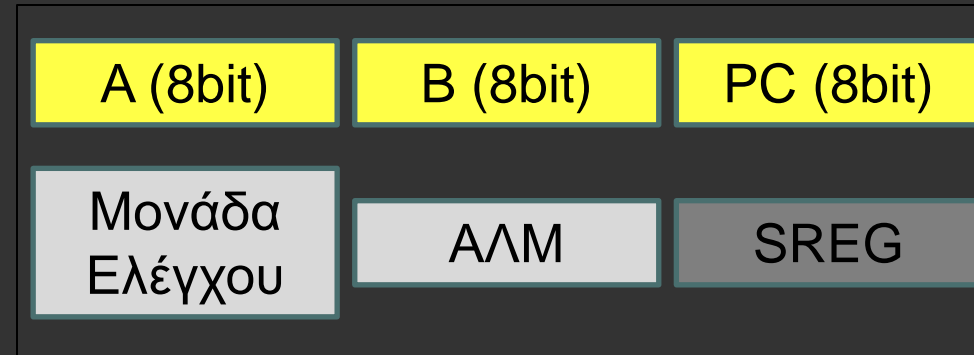 A (8bit)
B (8bit)
PC (8bit)
Μονάδα
Ελέγχου
ΑΛΜ
SREG